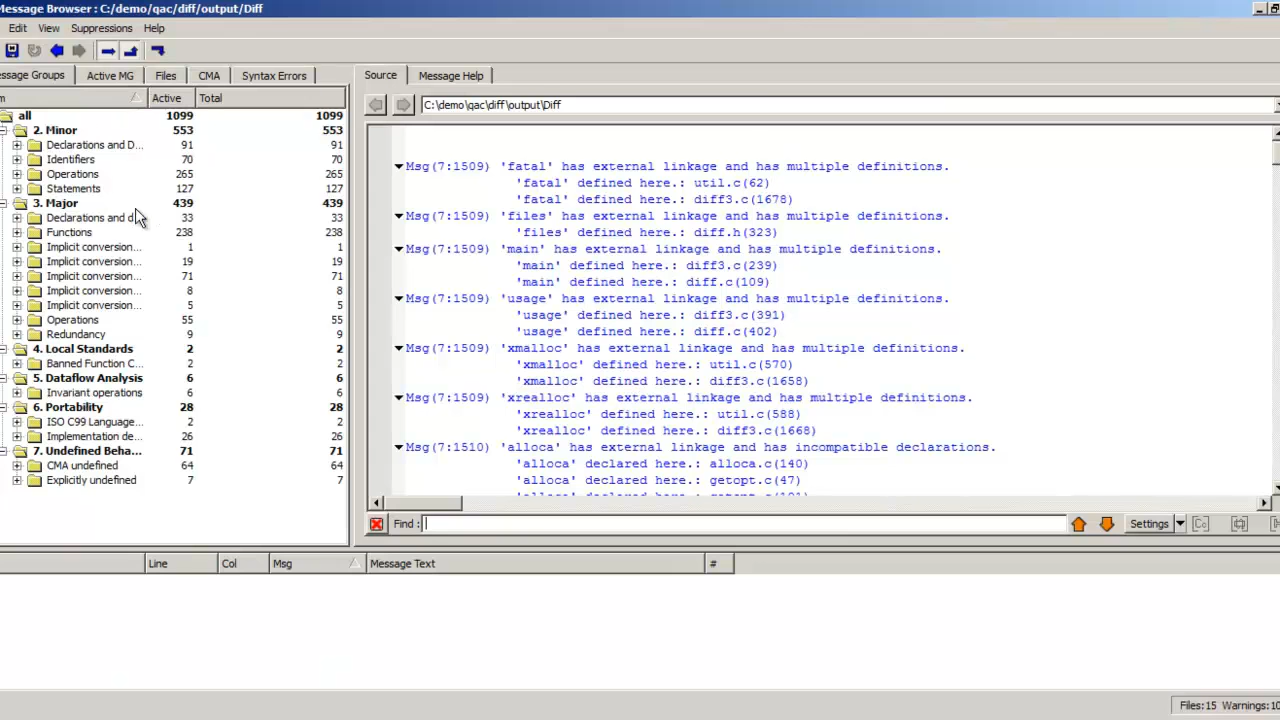 Message Browser : C:/demo/qac/diff/output/Diff
Edit View Suppressions Help
ssage Groups Active MG Files CMA Syntax Errors
m Active Total
all 1099 1099
2. Minor 553 553
Declarations and D... 91 91
Identifiers 70 70
Operations 265 265
Statements 127 127
3. Major 439 439
Declarations and d 33 33
Functions 238 238
Implicit conversion... 1 1
Implicit conversion... 19 19
Implicit conversion... 71 71
Implicit conversion... 8 8
Implicit conversion... 5 5
Operations 55 55
Redundancy 9 9
4. Local Standards 2 2
Banned Function C... 2 2
5. Dataflow Analysis 6 6
Invariant operations 6 6
6. Portability 28 28
ISO C99 Language... 2 2
Implementation de... 26 26
7. Undefined Beha... 71 71
CMA undefined 64 64
Explicitly undefined 7 7
Source Message Help
C:\demo\qac\diff\output\Diff
Msg(7:1509) 'fatal' has external linkage and has multiple definitions.
'fatal' defined here.: util.c(62)
'fatal' defined here.: diff3.c(1678)
Msg(7:1509) 'files' has external linkage and has multiple definitions.
'files' defined here.: diff.h(323)
Msg(7:1509) 'main' has external linkage and has multiple definitions.
'main' defined here.: diff3.c(239)
'main' defined here.: diff.c(109)
Msg(7:1509) 'usage' has external linkage and has multiple definitions.
'usage' defined here.: diff3.c(391)
'usage' defined here.: diff.c(402)
Msg(7:1509) 'xmalloc' has external linkage and has multiple definitions.
'xmalloc' defined here.: util.c(570)
'xmalloc' defined here.: diff3.c(1658)
Msg(7:1509) 'xrealloc' has external linkage and has multiple definitions.
'xrealloc' defined here.: util.c(588)
'xrealloc' defined here.: diff3.c(1668)
Msg(7:1510) 'alloca' has external linkage and has incompatible declarations.
'alloca' declared here.: alloca.c(140)
'alloca' declared here.: getopt.c(47)
Find :
Settings
Line Col Msg Message Text #
Files:15 Warnings:10